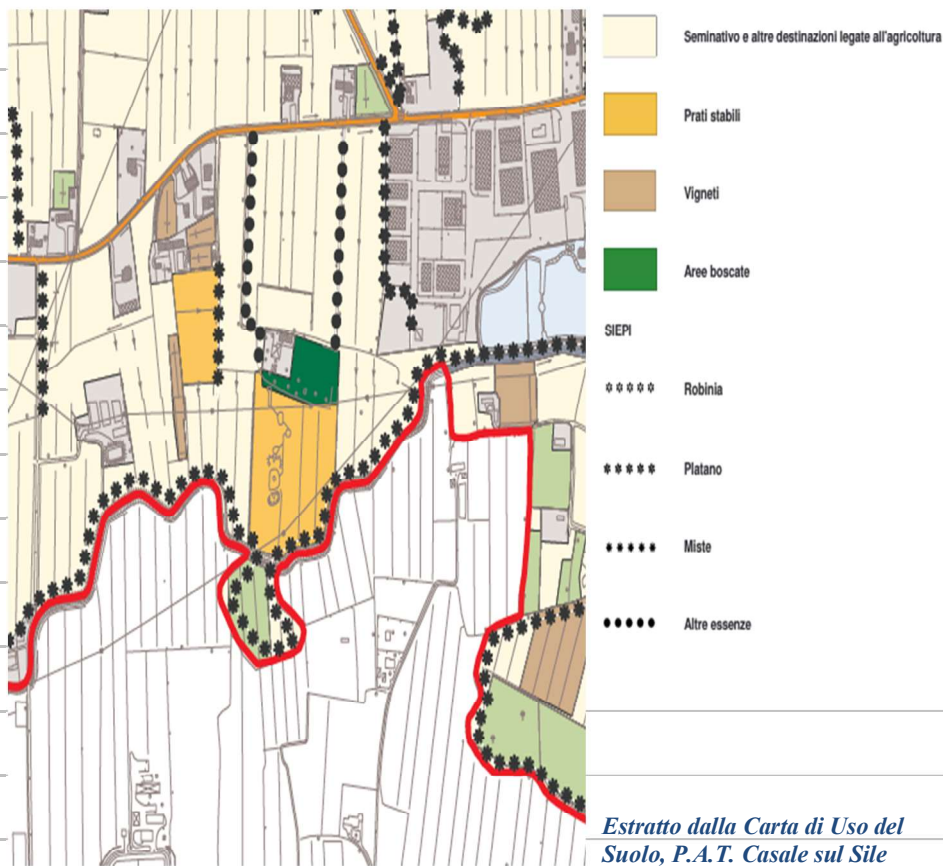 Seminativo e altre destinazioni legate all'agricoltura
Prati stabili
Vigneti
Aree boscate
SIEPI
Robinia
Platano
Miste
Altre essenze
Estratto dalla Carta di Uso del
Suolo, P.A.T. Casale sul Sile